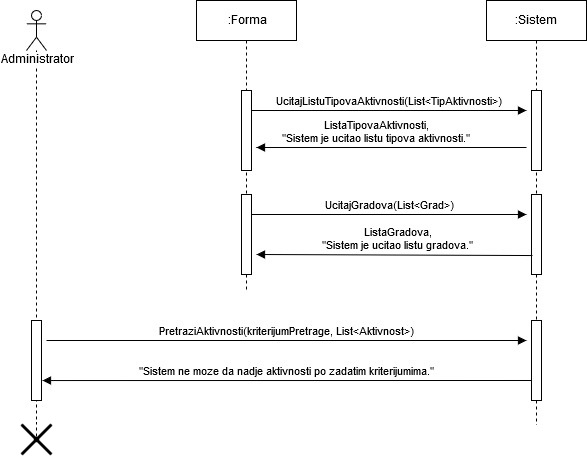 :Forma
:Sistem
Administrator
UcitajListuTipovaAktivnosti(List<TipAktivnosti>)
ListaTipovaAktivnosti,
"Sistem je ucitao listu tipova aktivnosti."
UcitajGradova(List<Grad>)
ListaGradova,
"Sistem je ucitao listu gradova."
PretraziAktivnosti(kriterijumPretrage, List<Aktivnost>)
"Sistem ne moze da nadje aktivnosti po zadatim kriterijumima."